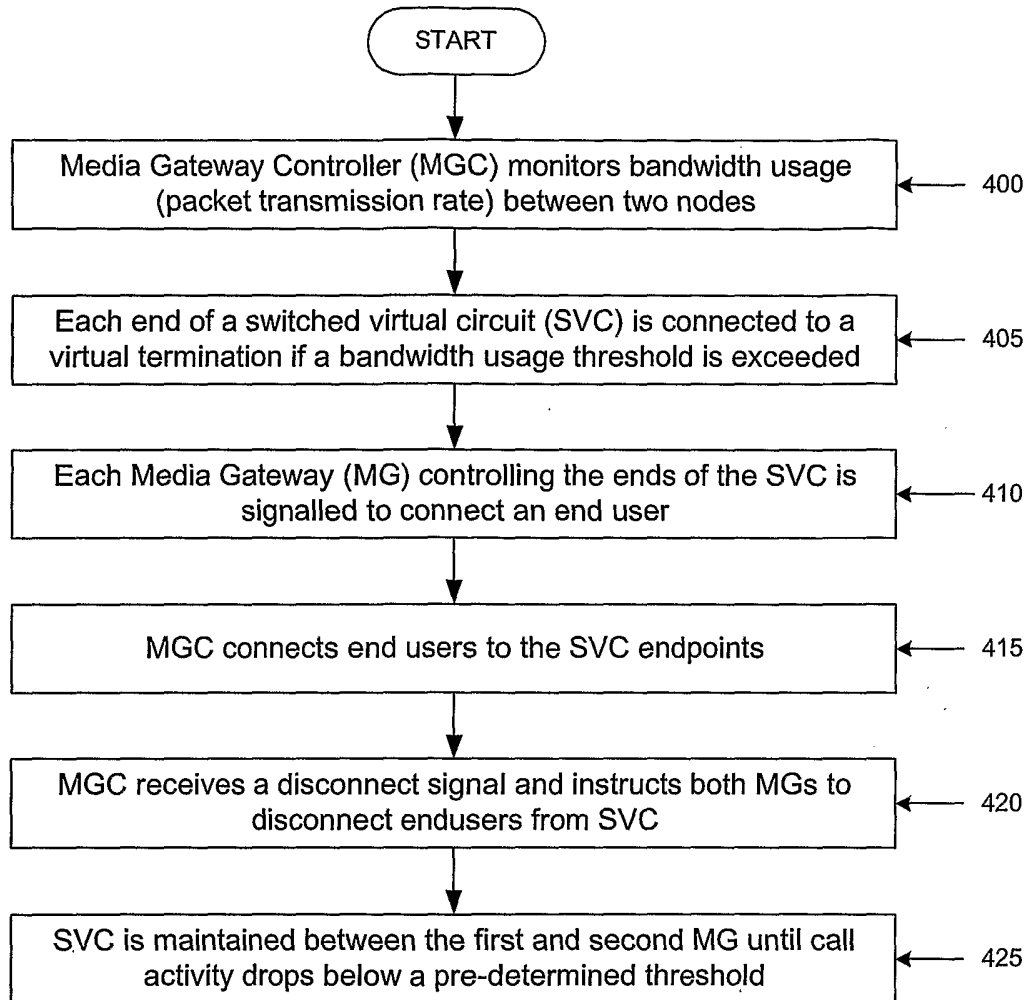 START
Media Gateway Controller (MGC) monitors bandwidth usage
(packet transmission rate) between two nodes
400
Each end of a switched virtual circuit (SVC) is connected to a
virtual termination if a bandwidth usage threshold is exceeded
405
Each Media Gateway (MG) controlling the ends of the SVC is
signalled to connect an end user
410
MGC connects end users to the SVC endpoints
415
MGC receives a disconnect signal and instructs both MGs to
disconnect endusers from SVC
420
SVC is maintained between the first and second MG until call
activity drops below a pre-determined threshold
425